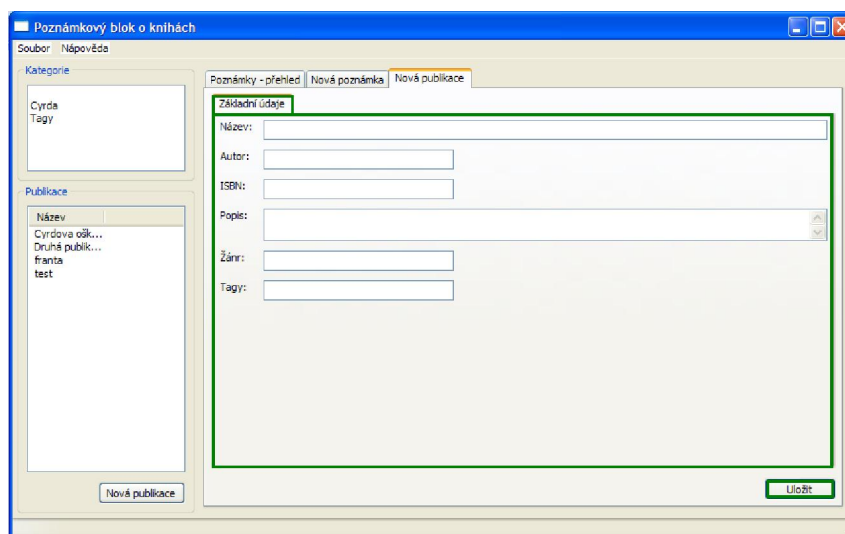 Poznámkový blok o knihách
Soubor Nápověda
Kategorie
Cyrda
Tagy
Publikace
Název
Cyrdova ošk...
Druhá publik...
franta
test
Nová publikace
Poznámky - přehled Nová poznámka Nová publikace
Základní údaje
Název:
Autor:
ISBN:
Popis:
Žánr:
Tagy:
Uložit